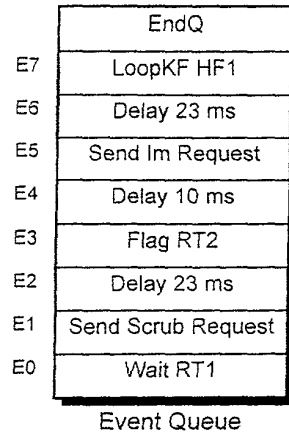 EndQ
E7 LoopKF HF1
E6 Delay 23 ms
E5 Send Im Request
E4 Delay 10 ms
E3 Flag RT2
E2 Delay 23 ms
E1 Send Scrub Request
E0 Wait RT1
Event Queue